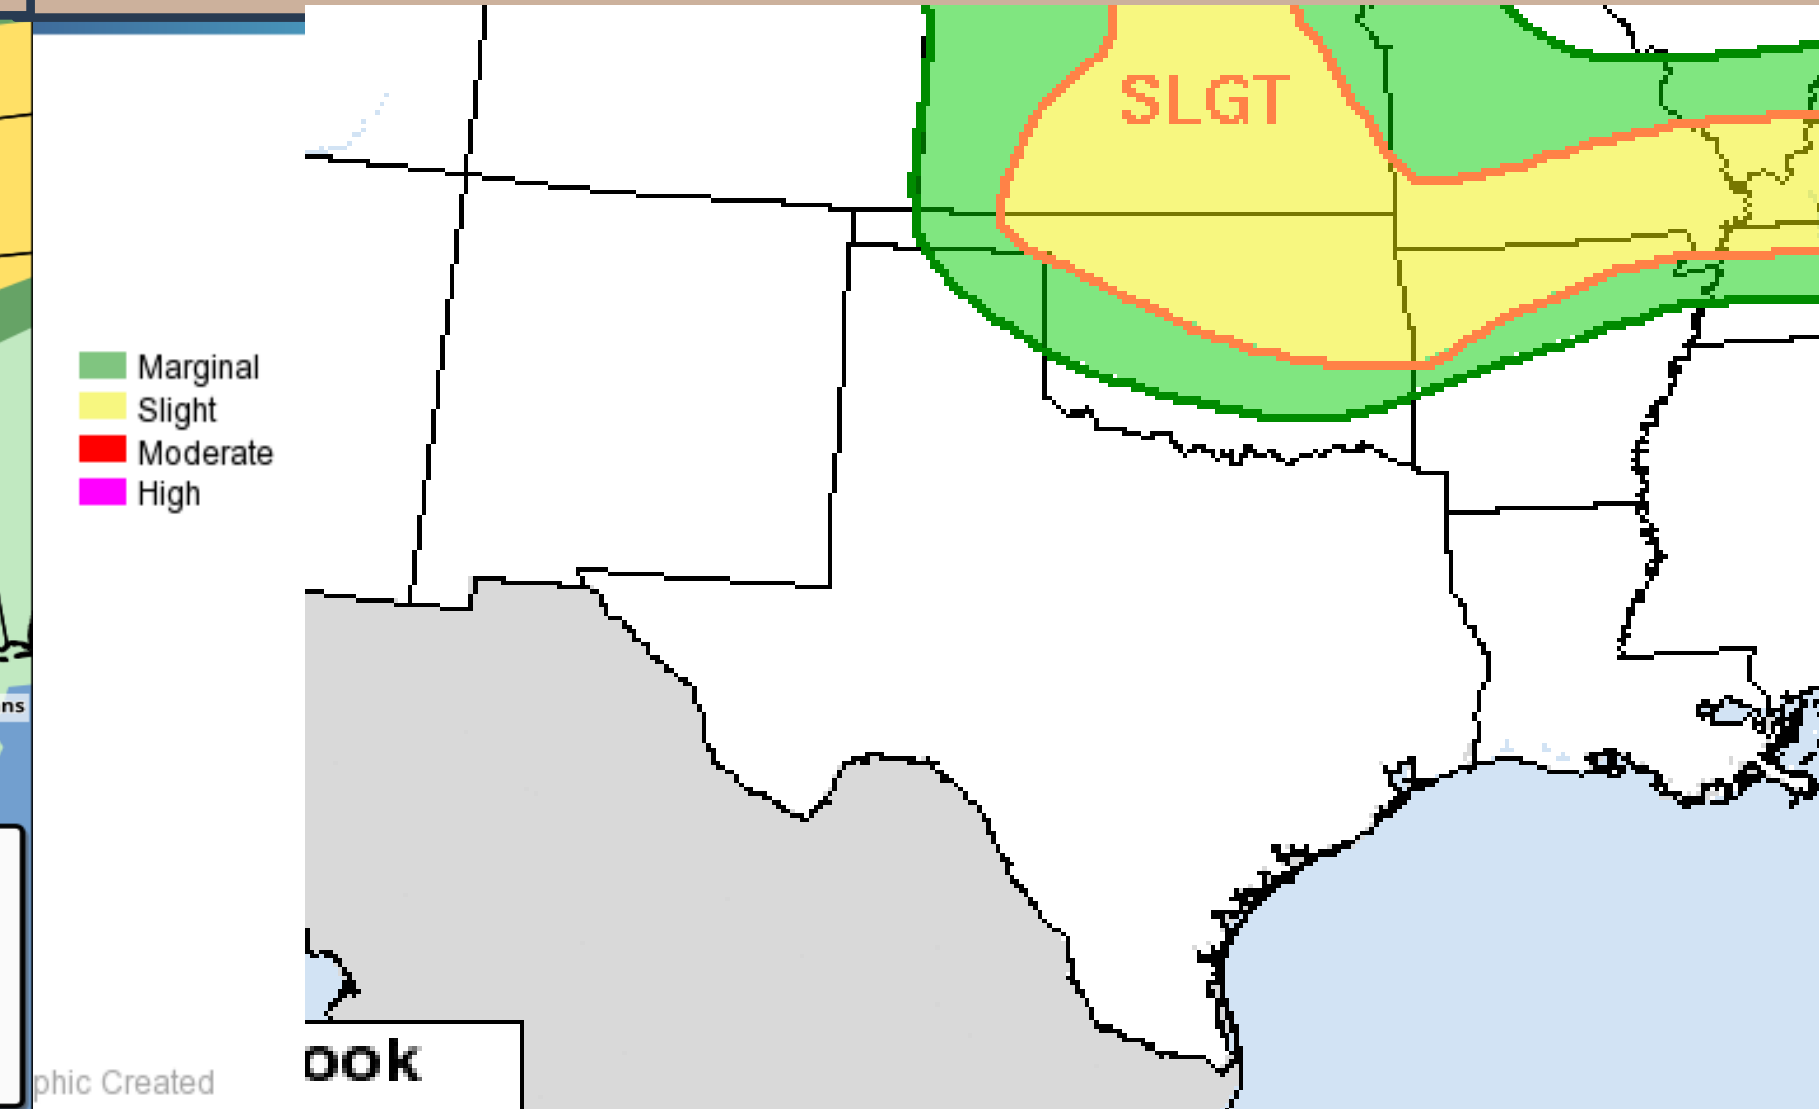 SLGT
Marginal
Slight
Moderate
High
ns
ook
phic Created